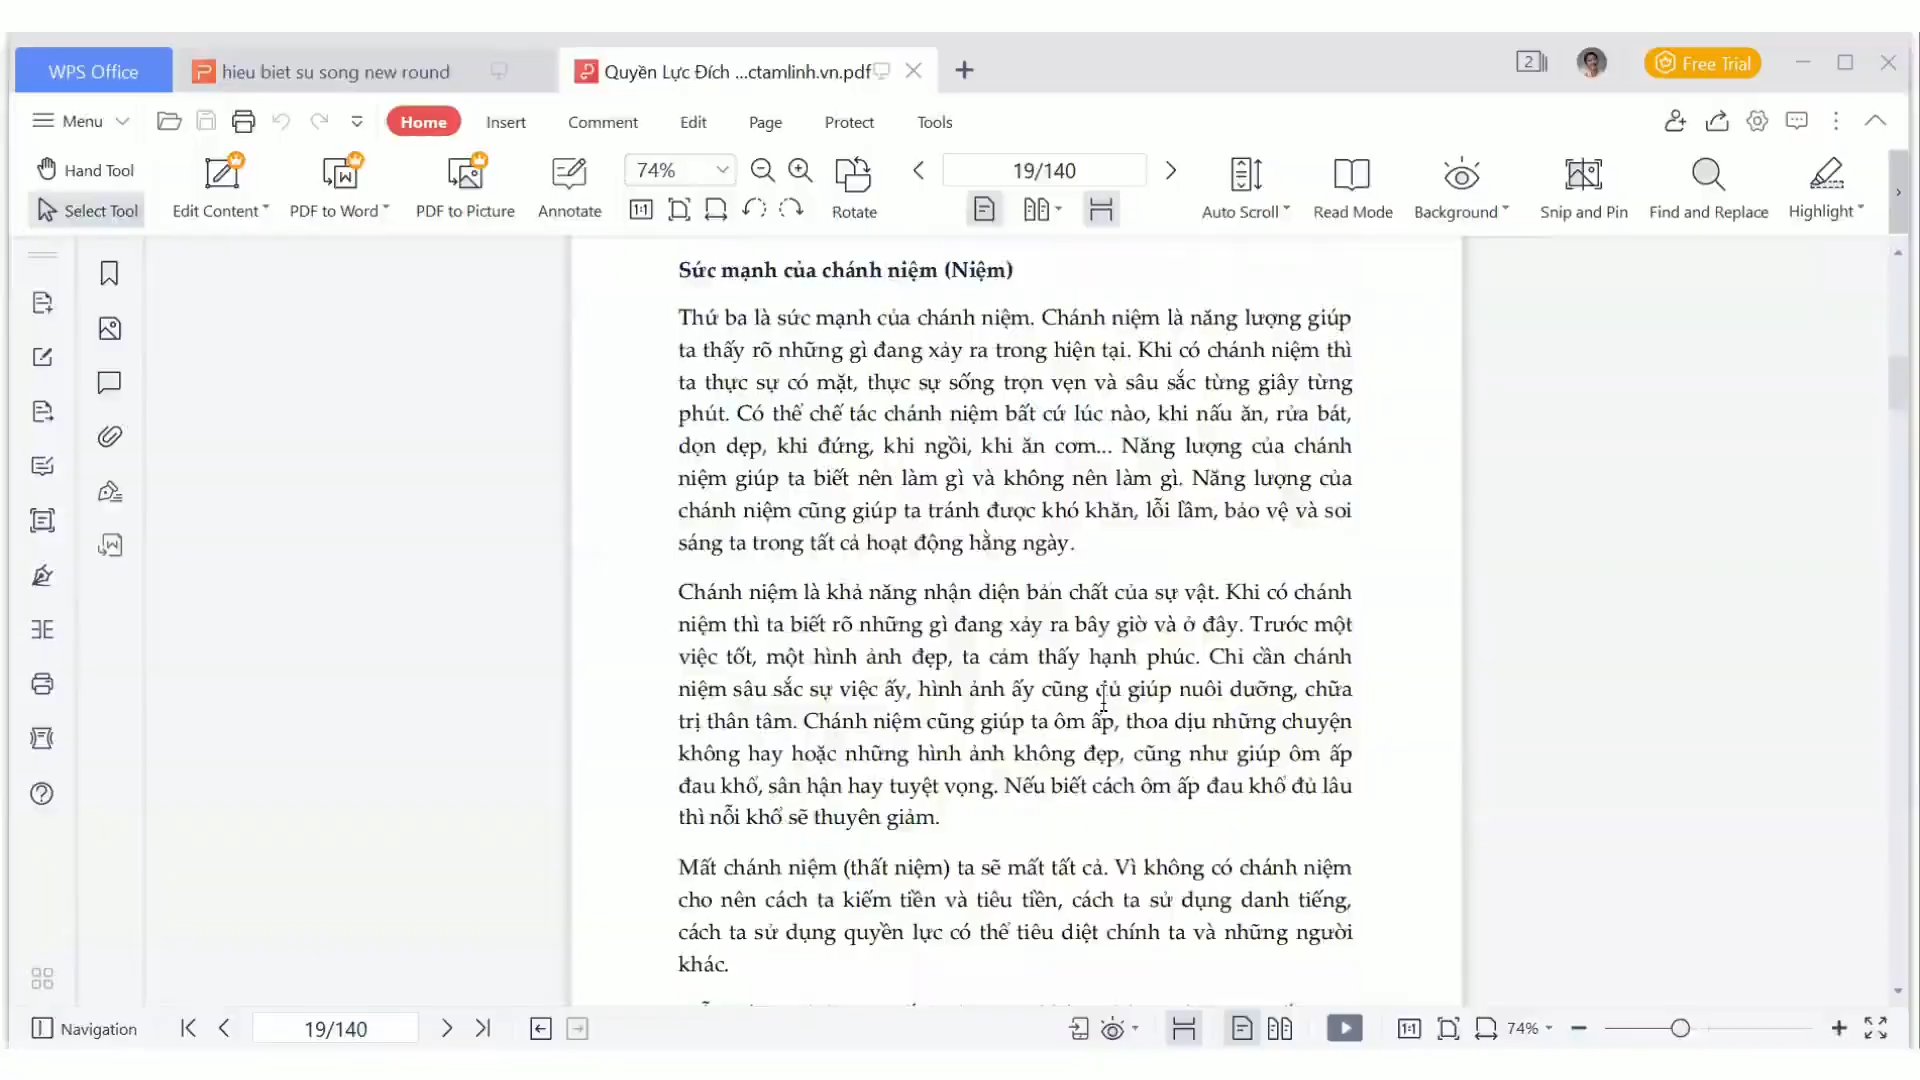 WPS Office
hieu biet su song new round
Quyền Lực Đích ...ctamlinh.vn.pdf
2
Free Trial
Menu
Home
Insert
Comment
Edit
Page
Protect
Tools
Hand Tool
Select Tool
Edit Content
PDF to Word
PDF to Picture
Annotate
74%
1:1
Rotate
19/140
Auto Scroll
Read Mode
Background
Snip and Pin
Find and Replace
Highlight
Sức mạnh của chánh niệm (Niệm)
Thứ ba là sức mạnh của chánh niệm. Chánh niệm là năng lượng giúp
ta thấy rõ những gì đang xảy ra trong hiện tại. Khi có chánh niệm thì
ta thực sự có mặt, thực sự sống trọn vẹn và sâu sắc từng giây từng
phút. Có thể chế tác chánh niệm bất cứ lúc nào, khi nấu ăn, rửa bát,
dọn dẹp, khi đứng, khi ngồi, khi ăn cơm... Năng lượng của chánh
niệm giúp ta biết nên làm gì và không nên làm gì. Năng lượng của
chánh niệm cũng giúp ta tránh được khó khăn, lỗi lầm, bảo vệ và soi
sáng ta trong tất cả hoạt động hằng ngày.
Chánh niệm là khả năng nhận diện bản chất của sự vật. Khi có chánh
niệm thì ta biết rõ những gì đang xảy ra bây giờ và ở đây. Trước một
việc tốt, một hình ảnh đẹp, ta cảm thấy hạnh phúc. Chỉ cần chánh
niệm sâu sắc sự việc ấy, hình ảnh ấy cũng đủ giúp nuôi dưỡng, chữa
trị thân tâm. Chánh niệm cũng giúp ta ôm ấp, thoa dịu những chuyện
không hay hoặc những hình ảnh không đẹp, cũng như giúp ôm ấp
đau khổ, sân hận hay tuyệt vọng. Nếu biết cách ôm ấp đau khổ đủ lâu
thì nỗi khổ sẽ thuyên giảm.
Mất chánh niệm (thất niệm) ta sẽ mất tất cả. Vì không có chánh niệm
cho nên cách ta kiếm tiền và tiêu tiền, cách ta sử dụng danh tiếng,
cách ta sử dụng quyền lực có thể tiêu diệt chính ta và những người
khác.
Navigation
19/140
1:1
74%